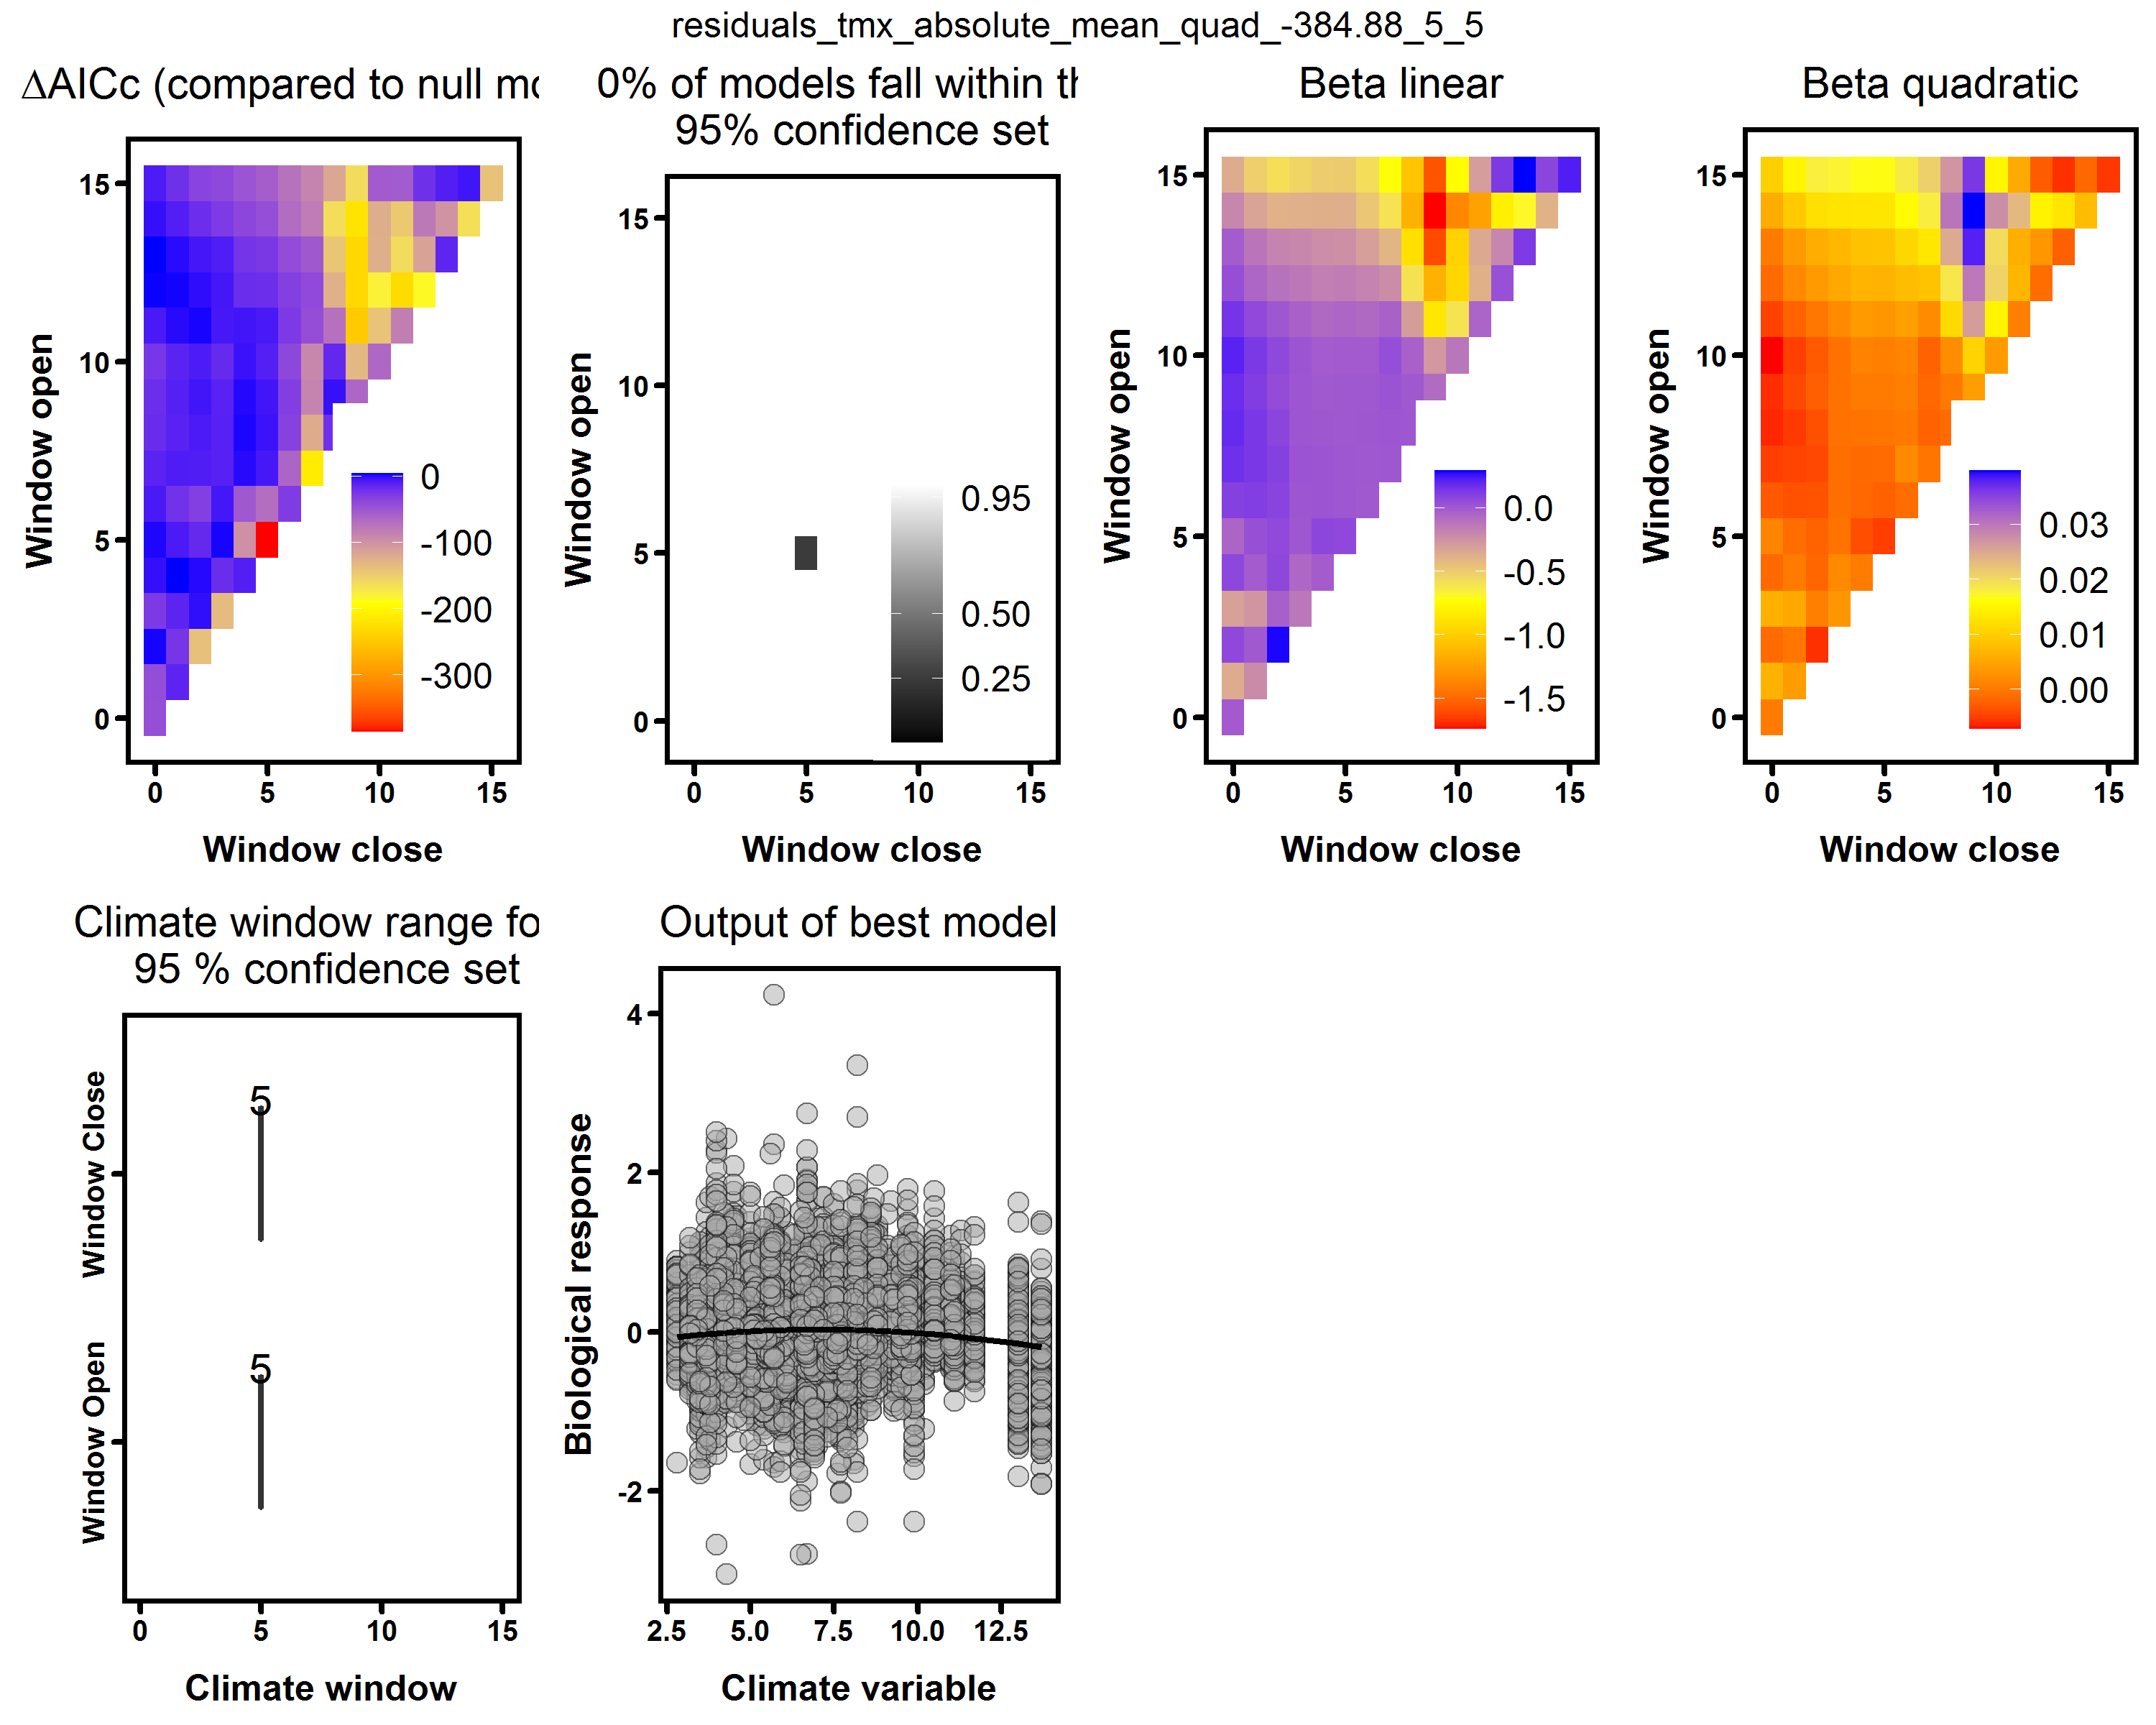 residuals_tmx_absolute_mean_quad_-384.88_5_5
ΔAICc (compared to null mo
Window open
15
10
5
0
0
-100
-200
-300
0 5 10 15
Window close
0% of models fall within th
95% confidence set
Window open
15
10
5
0
0.95
0.50
0.25
0 5 10 15
Window close
Beta linear
Window open
15
10
5
0
0.0
-0.5
-1.0
-1.5
0 5 10 15
Window close
Beta quadratic
Window open
15
10
5
0
0.03
0.02
0.01
0.00
0 5 10 15
Window close
Climate window range fo
95 % confidence set
Window Close
Window Open
5
5
0 5 10 15
Climate window
Output of best model
Biological response
4
2
0
-2
2.5 5.0 7.5 10.0 12.5
Climate variable